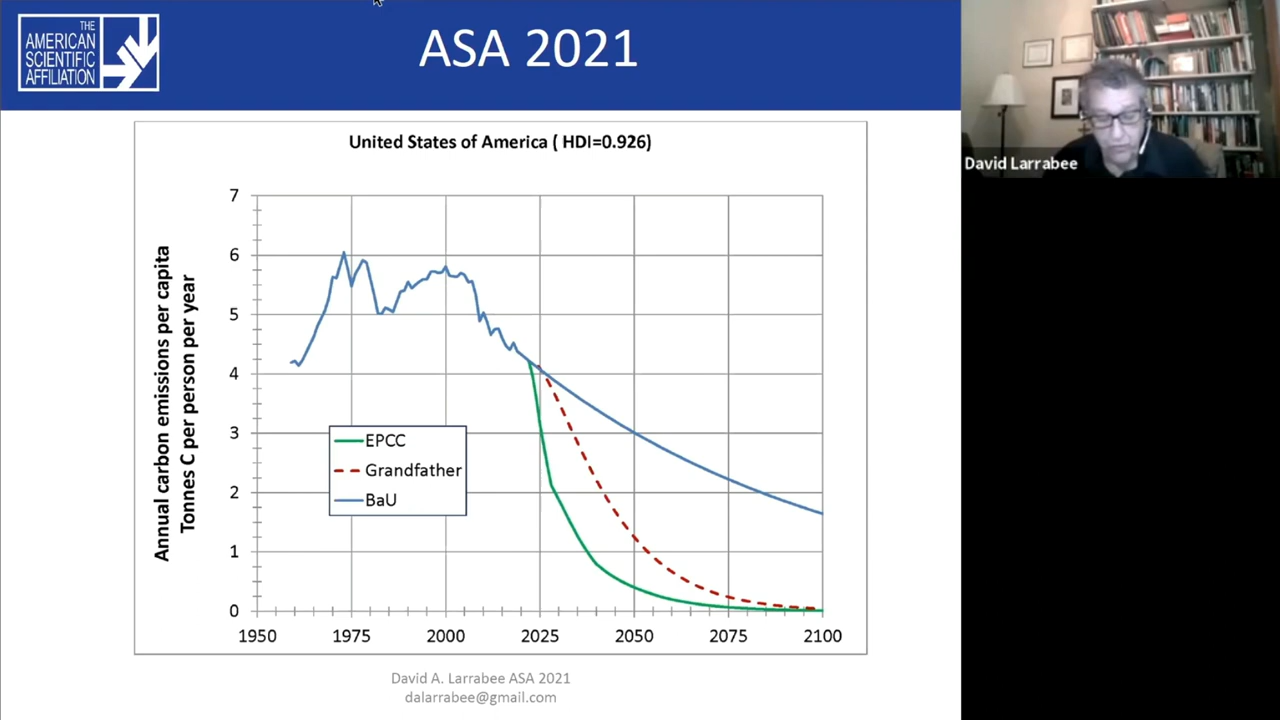 THE
AMERICAN
SCIENTIFIC
AFFILIATION
ASA 2021
David Larrabee
United States of America ( HDI=0.926)
Annual carbon emissions per capita
Tonnes C per person per year
7
6
5
4
3
2
1
0
EPCC
Grandfather
BaU
1950 1975 2000 2025 2050 2075 2100
David A. Larrabee ASA 2021
dalarrabee@gmail.com